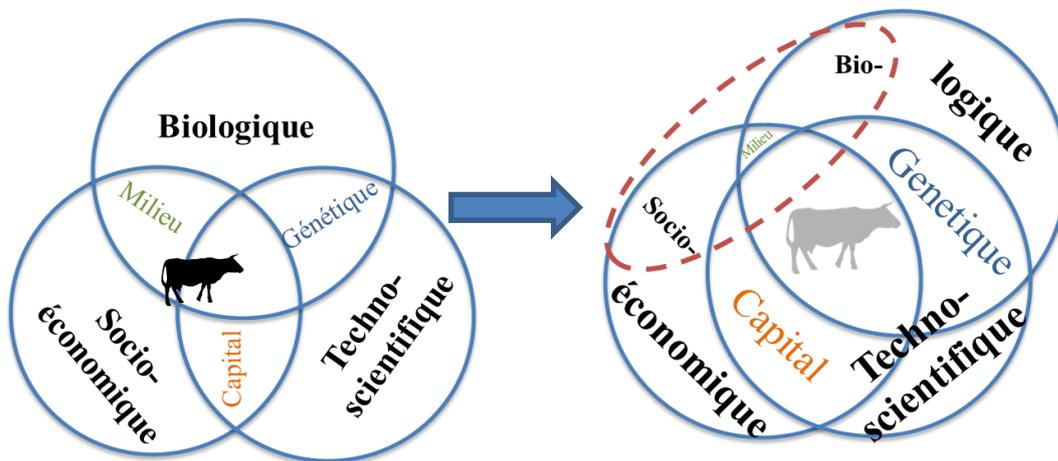 Biologique
Milieu
Génétique
Socio-
économique
Capital
Techno-
scientifique
Bio-
logique
Milieu
Genetique
Socio-
économique
Capital
Techno-
scientifique